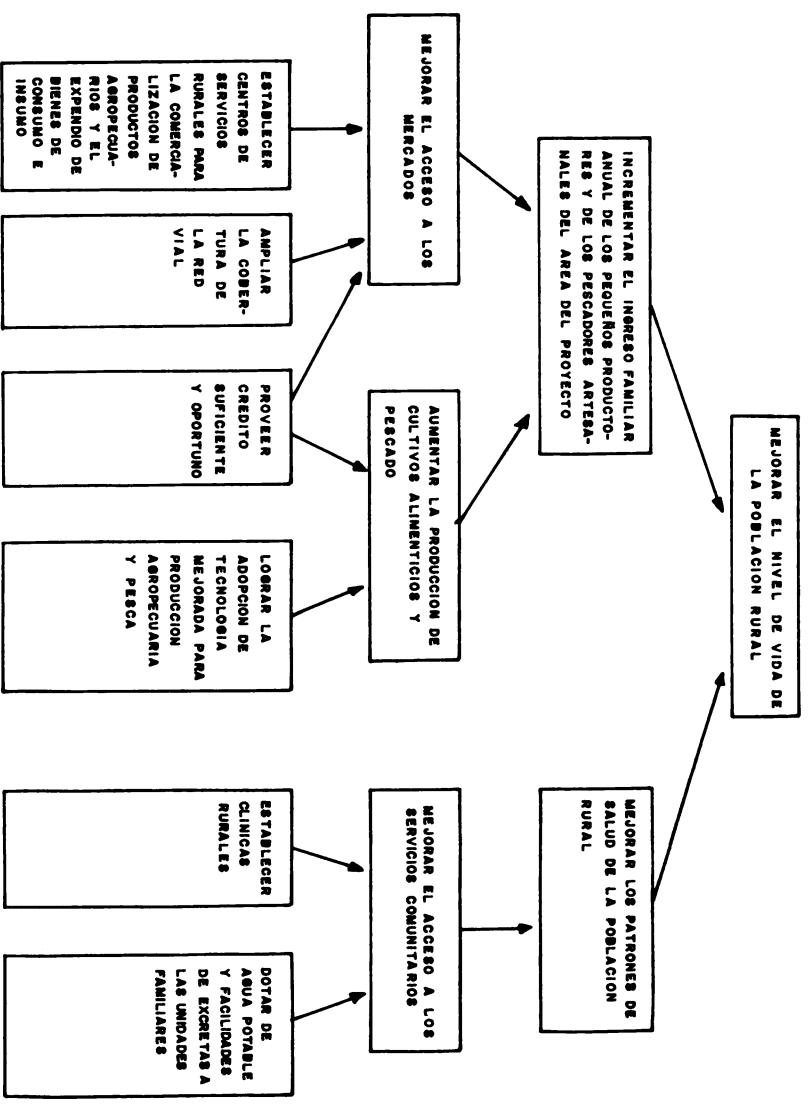 MEJORAR EL NIVEL DE VIDA DE
LA POBLACION RURAL
INCREMENTAR EL INGRESO FAMILIAR
ANUAL DE LOS PEQUEÑOS PRODUCTO-
RES Y DE LOS PESCADORES ARTESA-
NALES DEL AREA DEL PROYECTO
MEJORAR LOS PATRONES DE
SALUD DE LA POBLACION
RURAL
MEJORAR EL ACCESO A LOS
MERCADOS
AUMENTAR LA PRODUCCION DE
CULTIVOS ALIMENTICIOS Y
PESCADO
MEJORAR EL ACCESO A LOS
SERVICIOS COMUNITARIOS
ESTABLECER
CENTROS DE
SERVICIOS
RURALES PARA
LA COMERCIA-
LIZACION DE
PRODUCTOS
AGROPECUA-
RIOS Y EL
EXPENDIO DE
BIENES DE
CONSUMO E
INSUMO
AMPLIAR
LA COBER-
TURA DE
LA RED
VIAL
PROVEER
CREDITO
SUFICIENTE
Y OPORTUNO
LOGRAR LA
ADOPCION DE
TECNOLOGIA
MEJORADA PARA
PRODUCCION
AGROPECUARIA
Y PESCA
ESTABLECER
CLINICAS
RURALES
DOTAR DE
AGUA POTABLE
Y FACILIDADES
DE EXCRETAS A
LAS UNIDADES
FAMILIARES